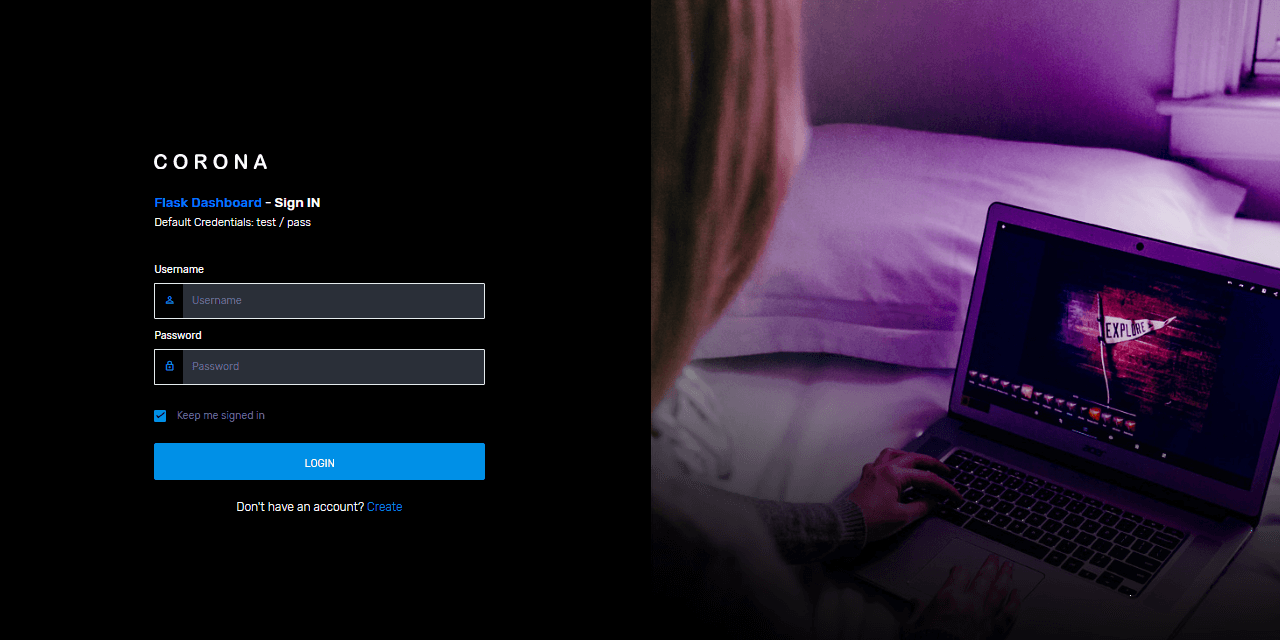 CORONA
Flask Dashboard - Sign IN
Default Credentials: test / pass
Username
Username
Password
Password
Keep me signed in
LOGIN
Don't have an account? Create
EXPLORE
acer